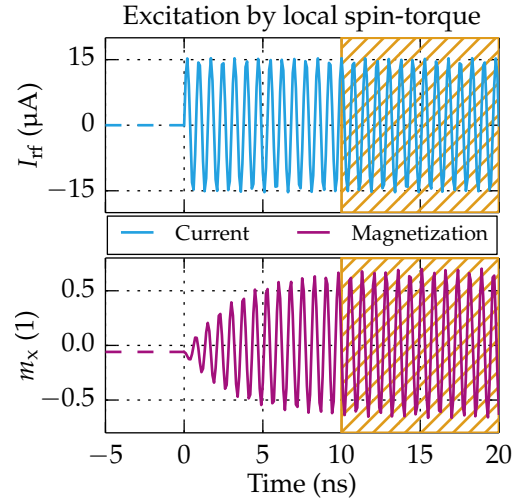 Excitation by local spin-torque
15
0
−15
I_rf (μA)
Current
Magnetization
0.5
0.0
−0.5
m_x (1)
−5
0
5
10
15
20
Time (ns)